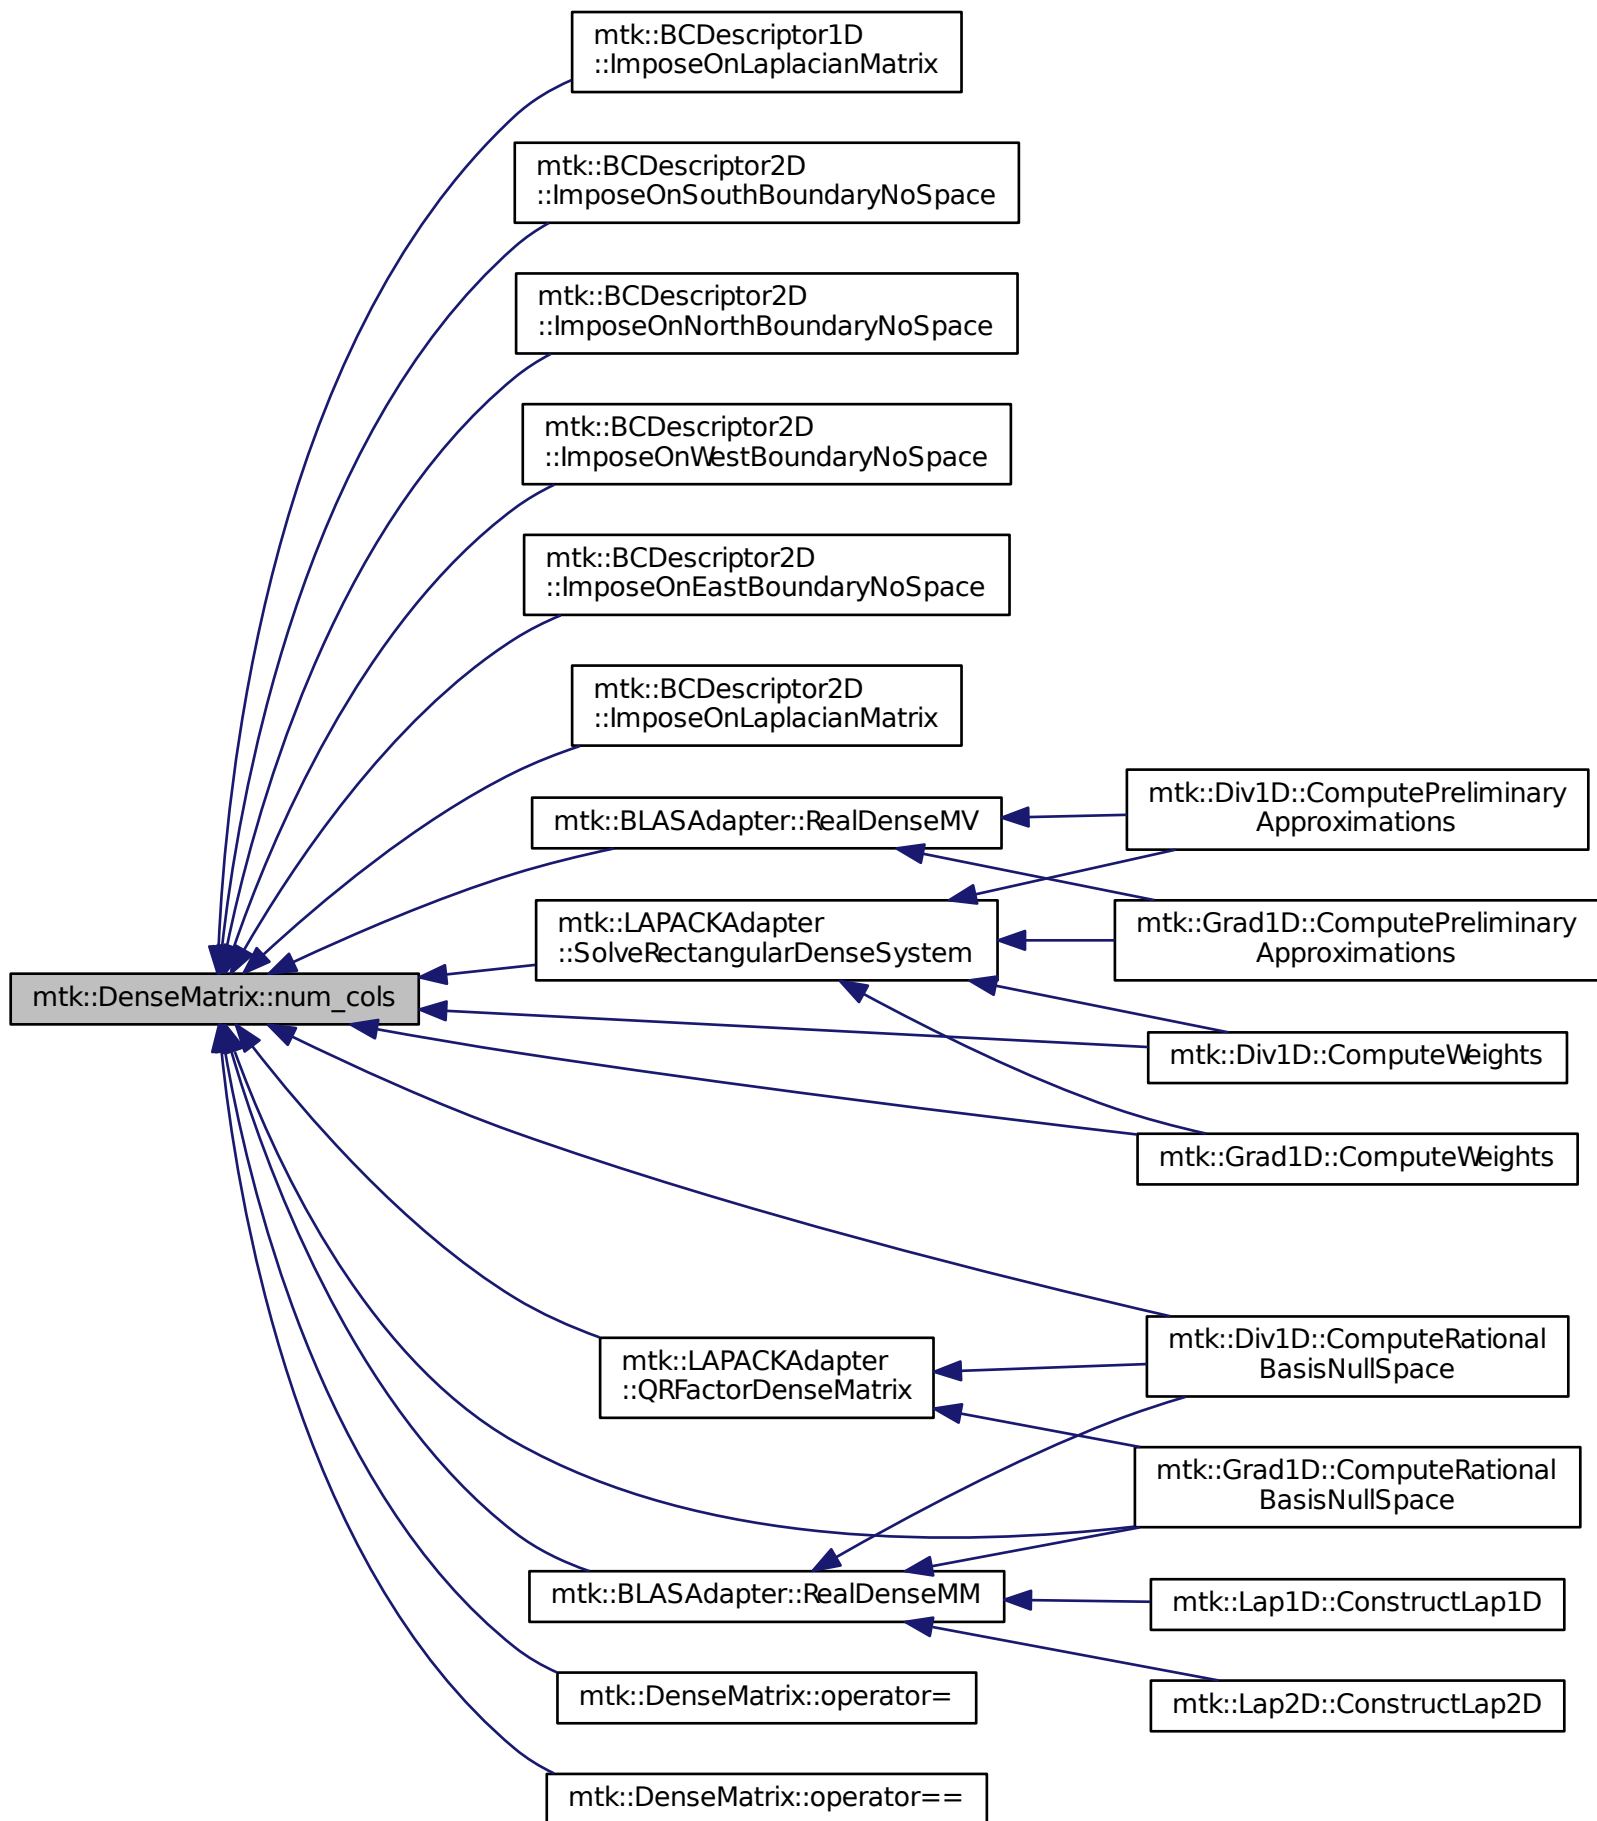 mtk::BCDescriptor1D
::ImposeOnLaplacianMatrix
mtk::BCDescriptor2D
::ImposeOnSouthBoundaryNoSpace
mtk::BCDescriptor2D
::ImposeOnNorthBoundaryNoSpace
mtk::BCDescriptor2D
::ImposeOnWestBoundaryNoSpace
mtk::BCDescriptor2D
::ImposeOnEastBoundaryNoSpace
mtk::BCDescriptor2D
::ImposeOnLaplacianMatrix
mtk::BLASAdapter::RealDenseMV
mtk::LAPACKAdapter
::SolveRectangularDenseSystem
mtk::DenseMatrix::num_cols
mtk::Div1D::ComputePreliminary
Approximations
mtk::Grad1D::ComputePreliminary
Approximations
mtk::Div1D::ComputeWeights
mtk::Grad1D::ComputeWeights
mtk::LAPACKAdapter
::QRFactorDenseMatrix
mtk::Div1D::ComputeRational
BasisNullSpace
mtk::Grad1D::ComputeRational
BasisNullSpace
mtk::BLASAdapter::RealDenseMM
mtk::Lap1D::ConstructLap1D
mtk::Lap2D::ConstructLap2D
mtk::DenseMatrix::operator=
mtk::DenseMatrix::operator==